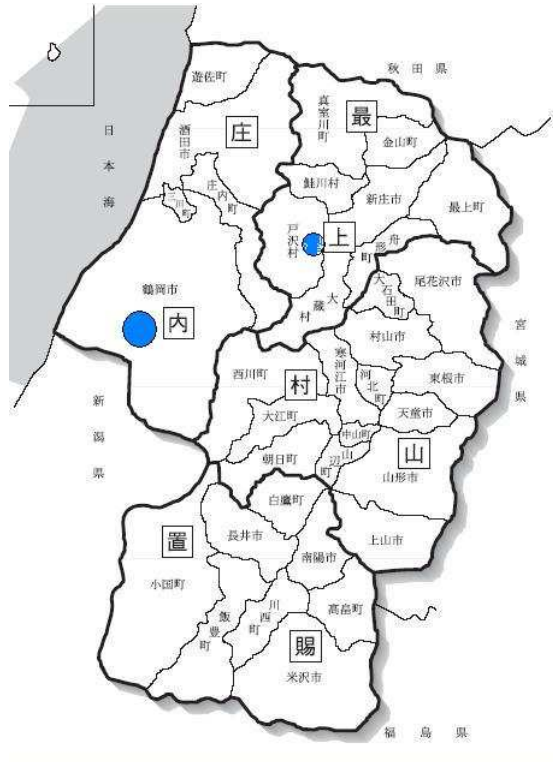 秋田県
遊佐町
真室川町
最
日本海
酒田市
庄
金山町
庄内町
鮭川村
三川町
新庄市
最上町
戸沢村
上
舟形町
大蔵村
尾花沢市
大石田町
鶴岡市
内
村山市
宮城県
寒河江市
河北町
東根市
西川町
村
新潟県
大江町
天童市
中山町
山
朝日町
山辺町
山形市
白鷹町
置
長井市
上山市
南陽市
小国町
飯豊町
川西町
高畠町
賜
米沢市
福島県